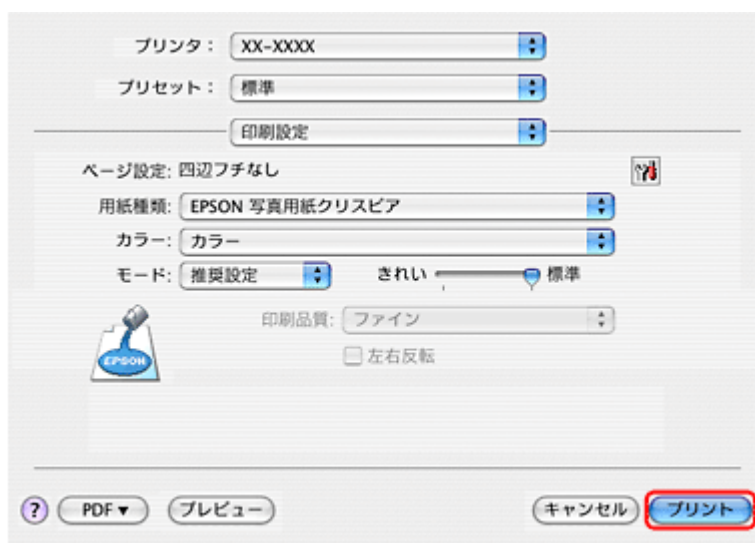 プリンタ： XX-XXXX
プリセット： 標準
印刷設定
ページ設定: 四辺フチなし
用紙種類: EPSON 写真用紙クリスピア
カラー: カラー
モード: 推奨設定 きれい 標準
印刷品質: ファイン
EPSON
左右反転
? PDF▼ プレビュー キャンセル プリント